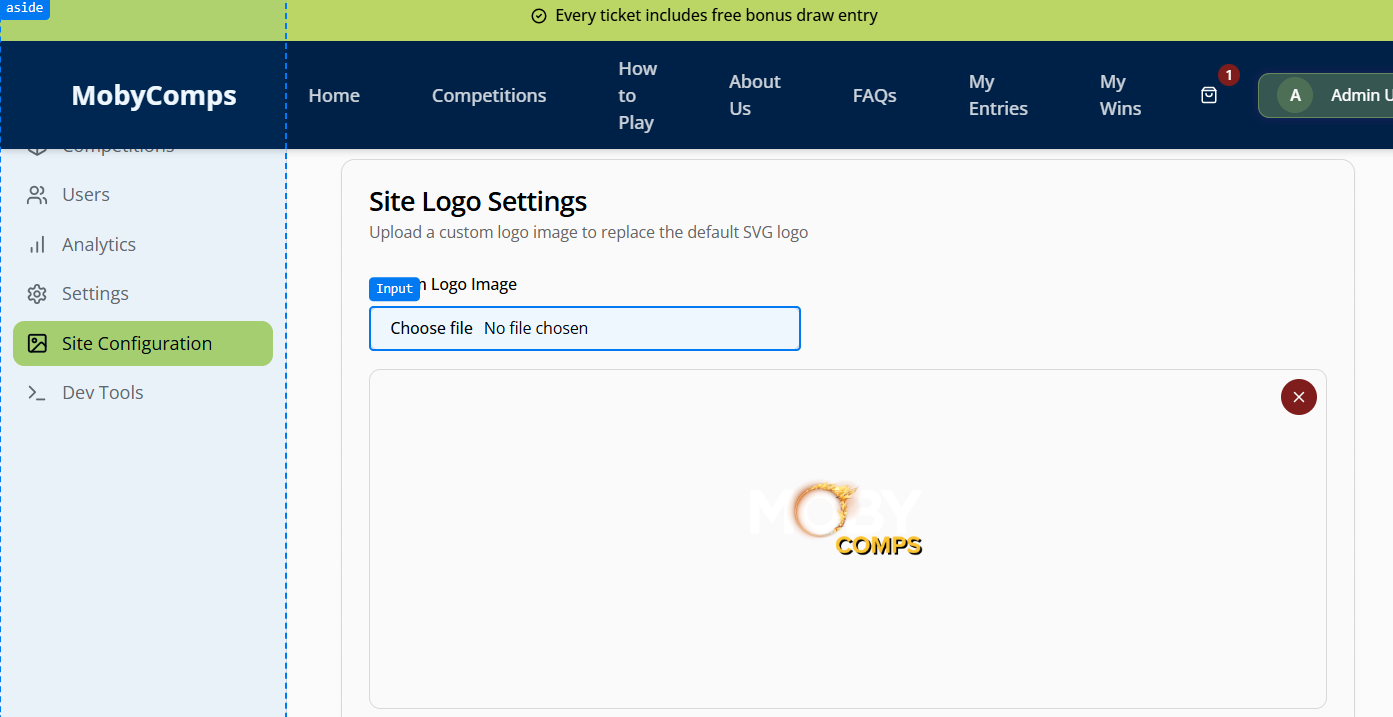 aside
Every ticket includes free bonus draw entry
MobyComps
Home
Competitions
How
to
Play
About
Us
FAQs
My
Entries
My
Wins
1
A
Admin U
Competitions
Users
Analytics
Settings
Site Configuration
Dev Tools
Site Logo Settings
Upload a custom logo image to replace the default SVG logo
Input
Logo Image
Choose file No file chosen
MOBY
COMPS